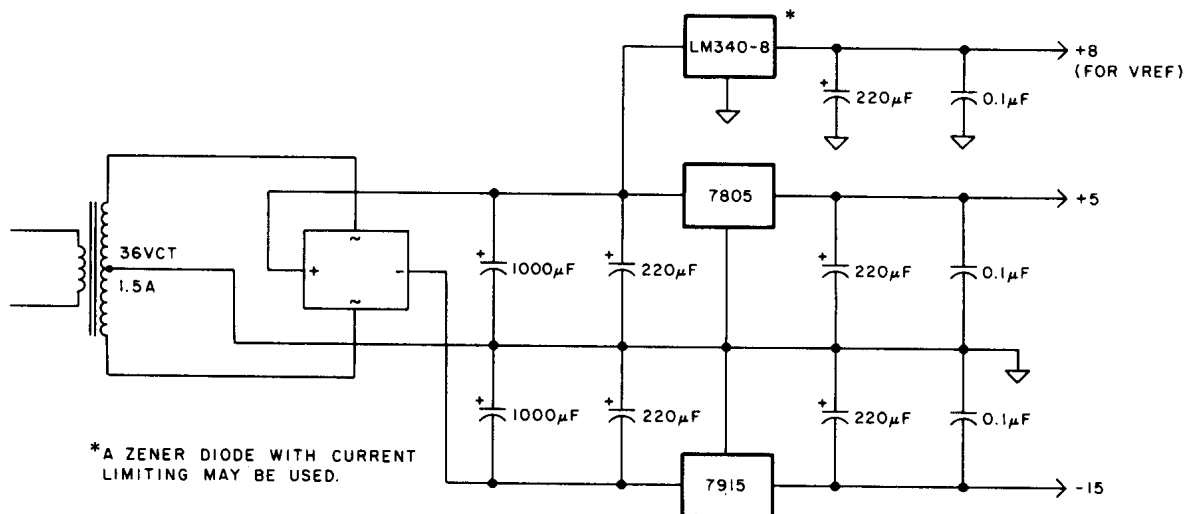 *
LM340-8
+8
(FOR VREF)
+
220µF
0.1µF
7805
+5
~
36VCT
1.5A
+
-
~
+
1000µF
+
220µF
+
220µF
0.1µF
+
1000µF
+
220µF
+
220µF
0.1µF
*A ZENER DIODE WITH CURRENT
LIMITING MAY BE USED.
7915
-15